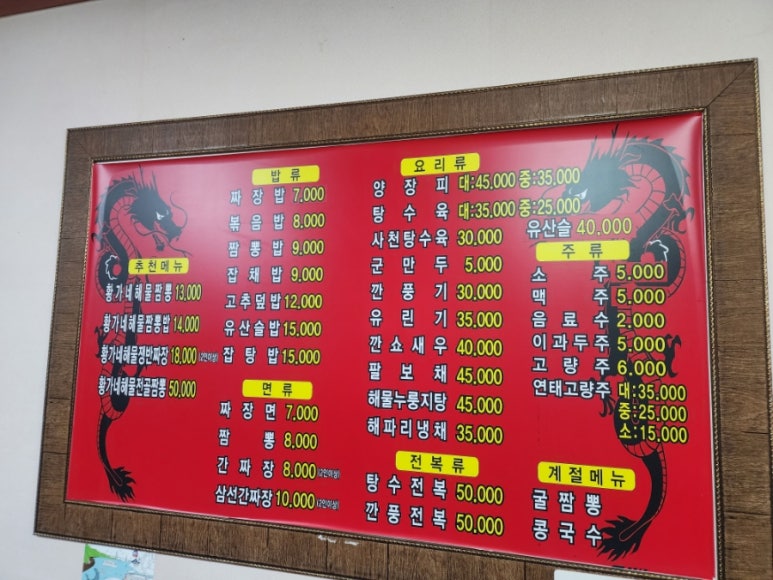 추천메뉴
황가네해물짬뽕 13,000
황가네해물짬뽕밥 14,000
황가네해물쟁반짜장 18,000 (2인이상)
황가네해물전골짬뽕 50,000
밥류
짜장밥 7,000
볶음밥 8,000
짬뽕밥 9,000
잡채밥 9,000
고추덮밥 12,000
유산슬밥 15,000
잡탕밥 15,000
면류
짜장면 7,000
짬뽕 8,000
간짜장 8,000 (2인이상)
삼선간짜장 10,000 (2인이상)
요리류
양장피 대:45,000 중:35,000
탕수육 대:35,000 중:25,000
사천탕수육 30,000
군만두 5,000
깐풍기 30,000
유린기 35,000
깐쇼새우 40,000
팔보채 45,000
해물누룽지탕 45,000
해파리냉채 35,000
전복류
탕수전복 50,000
깐풍전복 50,000
유산슬 40,000
주류
소주 5,000
맥주 5,000
음료수 2,000
이과두주 5,000
고량주 6,000
연태고량주 대:35,000
중:25,000
소:15,000
계절메뉴
굴짬뽕
콩국수